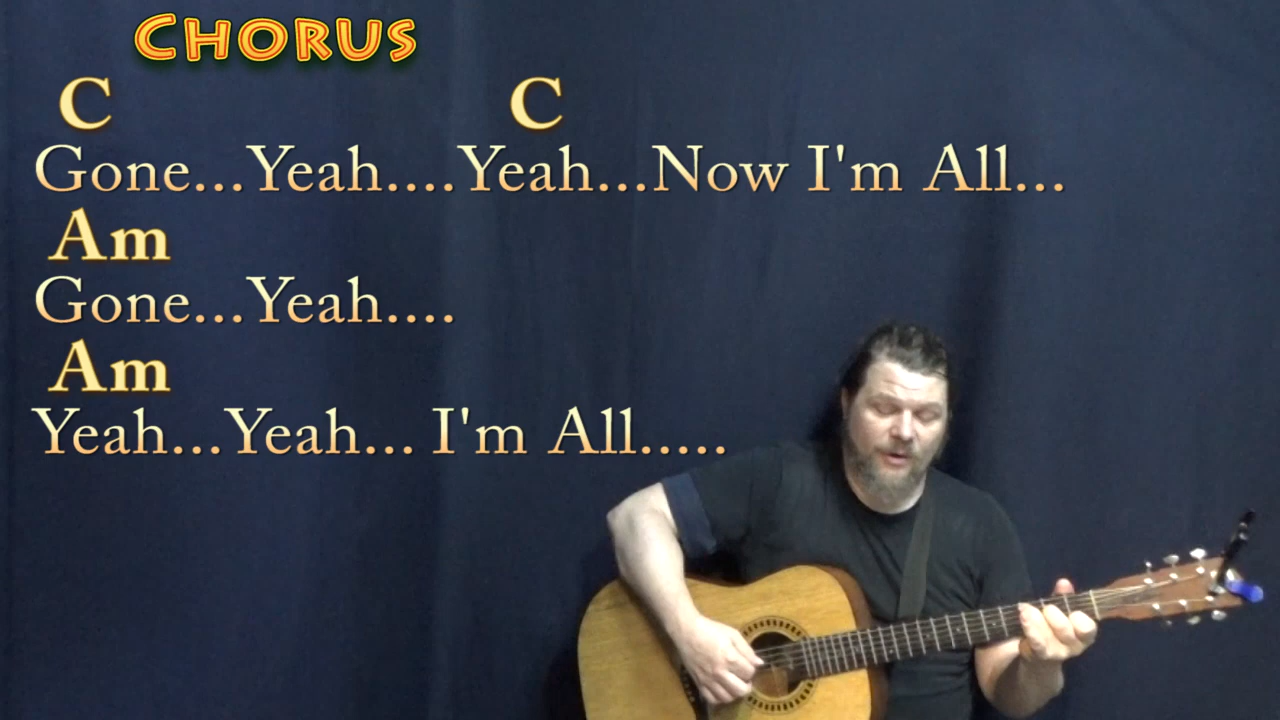 CHORUS
C C
Gone...Yeah....Yeah...Now I'm All...
Am
Gone...Yeah....
Am
Yeah...Yeah... I'm All.....